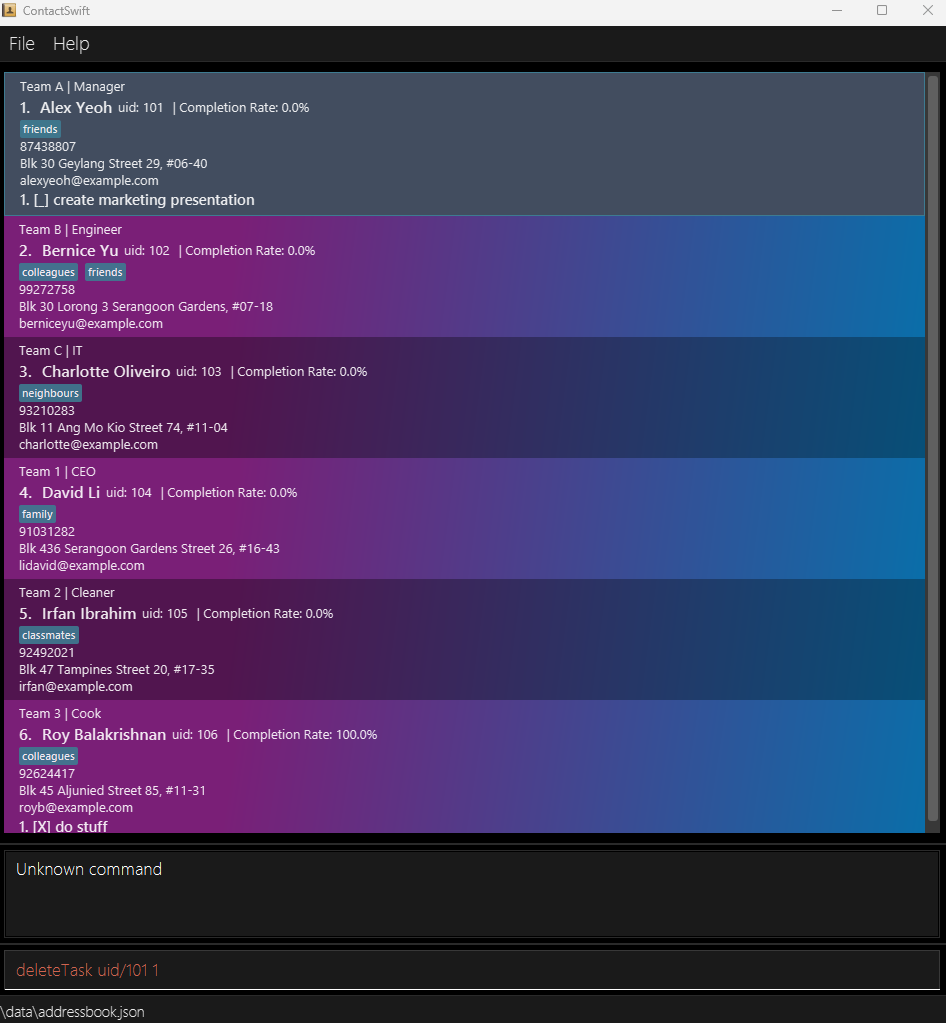 ContactSwift
File Help
Team A | Manager
1. Alex Yeoh uid: 101 | Completion Rate: 0.0%
friends
87438807
Blk 30 Geylang Street 29, #06-40
alexyeoh@example.com
1. [_] create marketing presentation
Team B | Engineer
2. Bernice Yu uid: 102 | Completion Rate: 0.0%
colleagues friends
99272758
Blk 30 Lorong 3 Serangoon Gardens, #07-18
berniceyu@example.com
Team C | IT
3. Charlotte Oliveiro uid: 103 | Completion Rate: 0.0%
neighbours
93210283
Blk 11 Ang Mo Kio Street 74, #11-04
charlotte@example.com
Team 1 | CEO
4. David Li uid: 104 | Completion Rate: 0.0%
family
91031282
Blk 436 Serangoon Gardens Street 26, #16-43
lidavid@example.com
Team 2 | Cleaner
5. Irfan Ibrahim uid: 105 | Completion Rate: 0.0%
classmates
92492021
Blk 47 Tampines Street 20, #17-35
irfan@example.com
Team 3 | Cook
6. Roy Balakrishnan uid: 106 | Completion Rate: 100.0%
colleagues
92624417
Blk 45 Aljunied Street 85, #11-31
royb@example.com
1. [X] do stuff
Unknown command
deleteTask uid/101 1
\data\addressbook.json